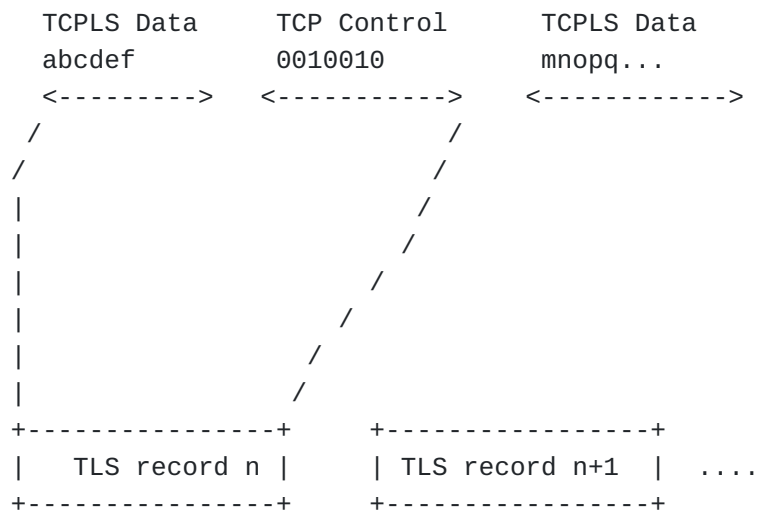 TCPLS Data     TCP Control      TCPLS Data
abcdef         0010010          mnopq...
<--------->   <----------->    <------------>
+----------------+     +-----------------+
|   TLS record n |     | TLS record n+1  |  ....
+----------------+     +-----------------+